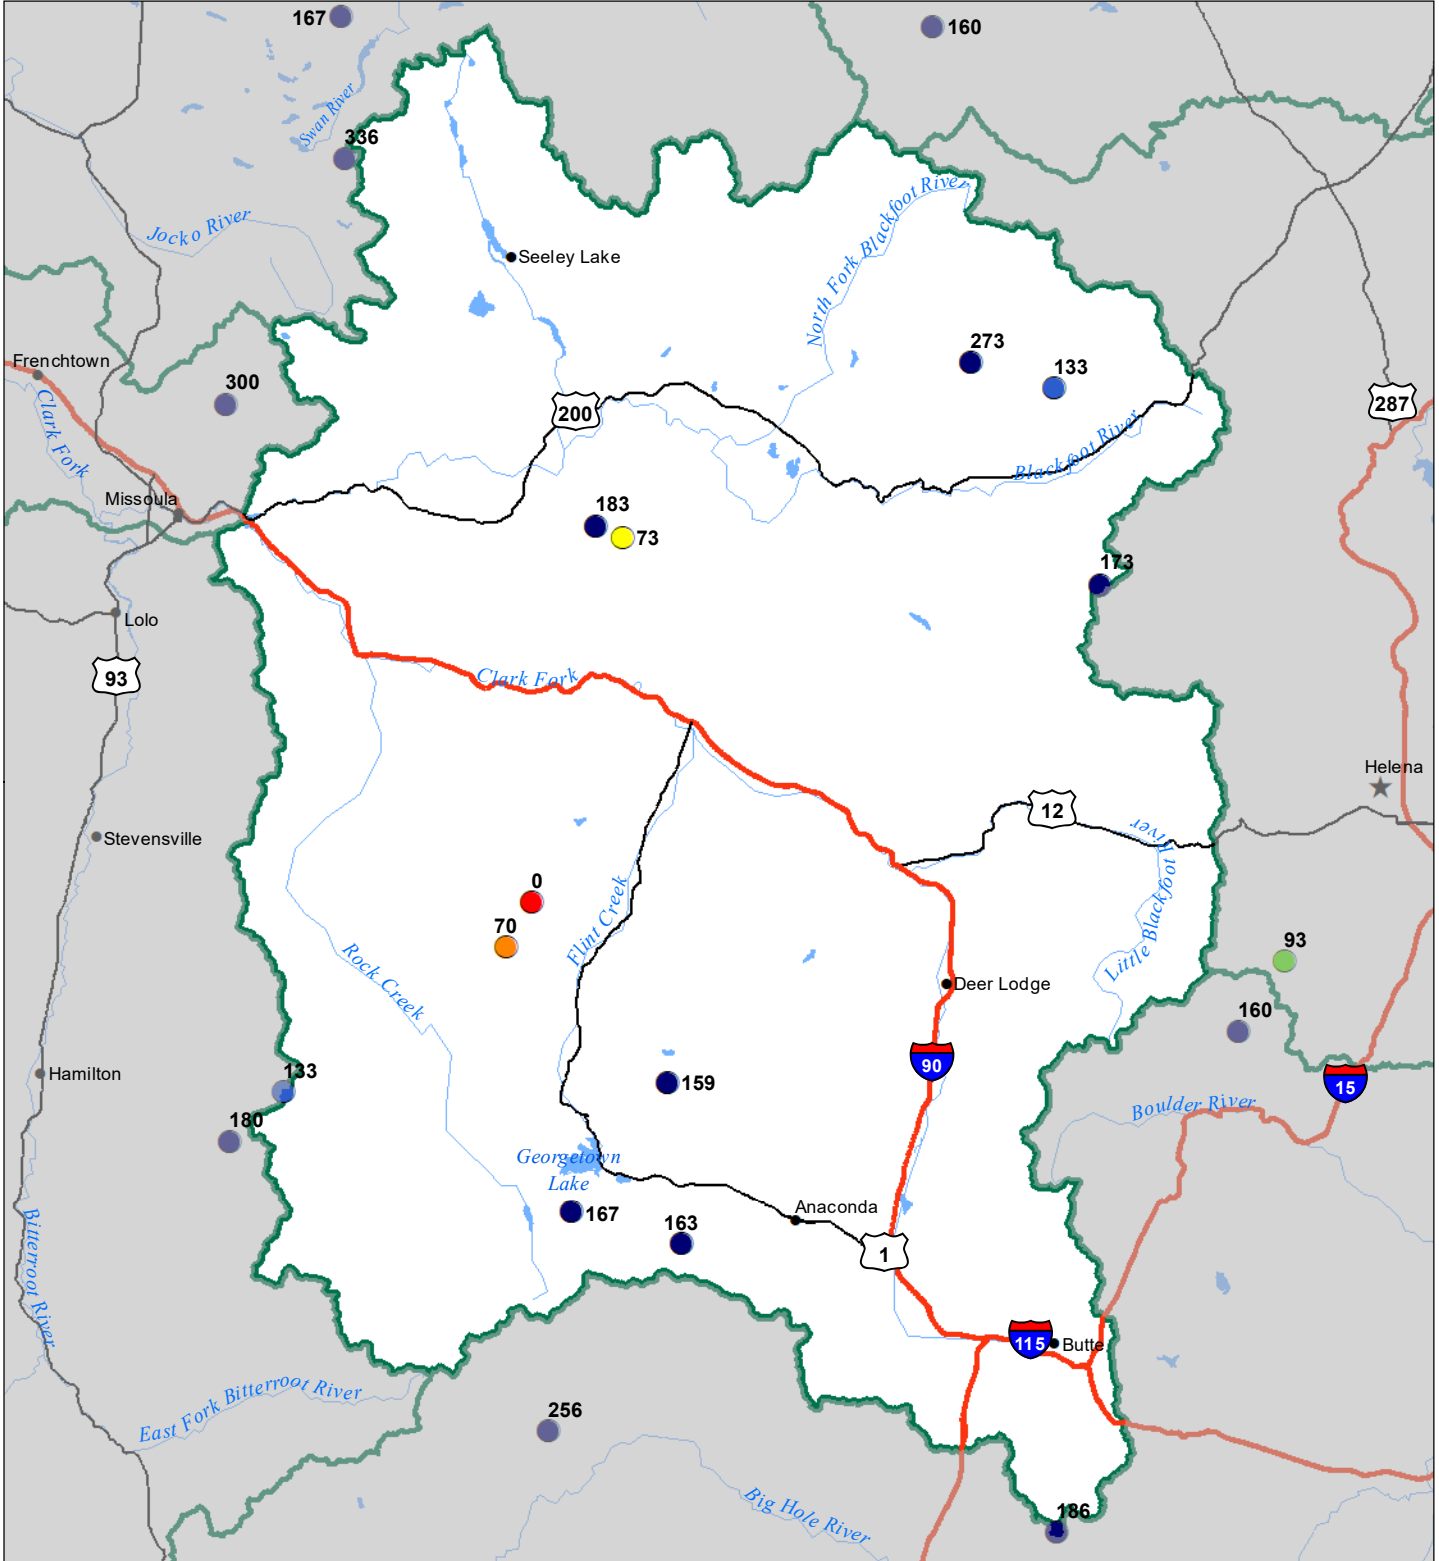 167
160
Swan River
336
Jocko River
Seeley Lake
North Fork Blackfoot River
Frenchtown
300
273
133
287
200
Clark Fork
Blackfoot River
Missoula
183
73
173
Lolo
93
Clark Fork
Helena
12
Stevensville
Little Blackfoot River
0
70
Flint Creek
93
Rock Creek
Deer Lodge
160
90
15
Hamilton
133
159
180
Boulder River
Georgetown
Lake
167
163
Anaconda
1
Bitterroot River
115
Butte
East Fork Bitterroot River
256
Big Hole River
186